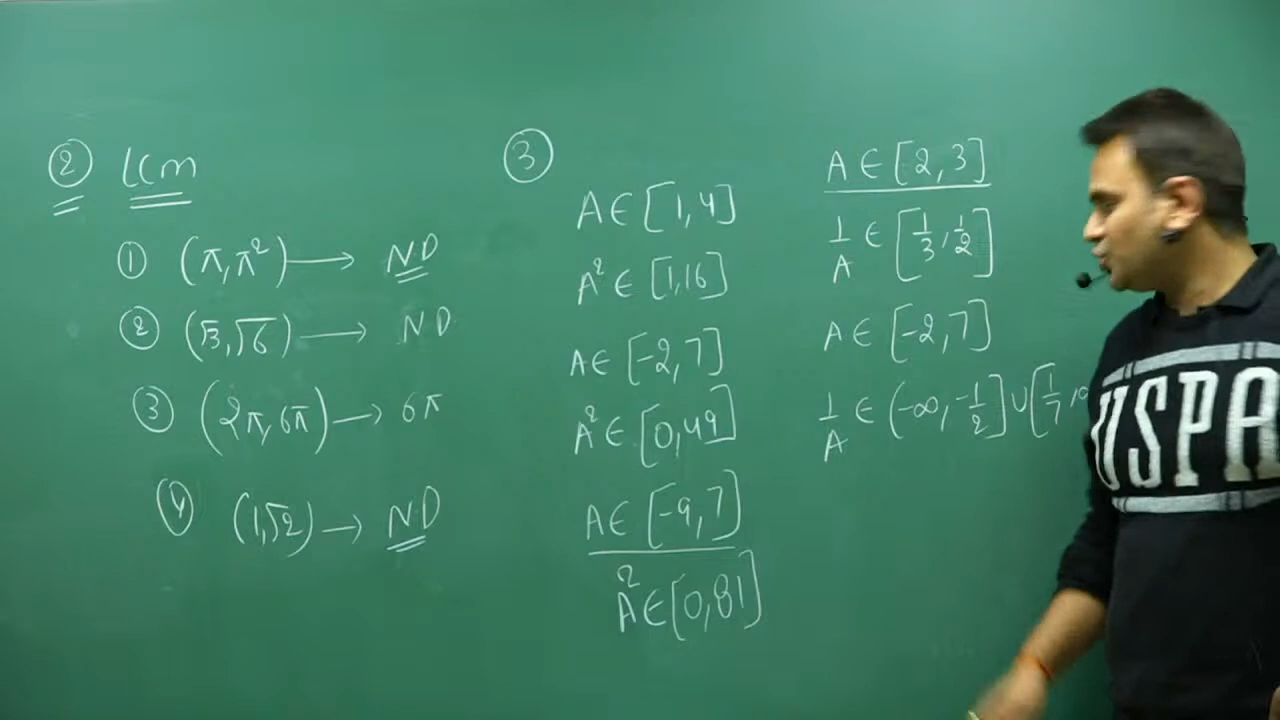 ② LCM
① (π, π²) → ND
② (√3, √6) → ND
③ (2π, 6π) → 6π
④ (1, √2) → ND
③
A ∈ [1, 4]
A² ∈ [1, 16]
A ∈ [-2, 7]
A² ∈ [0, 49]
A ∈ [-9, 7]
A² ∈ [0, 81]
A ∈ [2, 3]
1/A ∈ [1/3, 1/2]
A ∈ [-2, 7]
1/A ∈ (-∞, -1/2] ∪ [1/7,
USPA